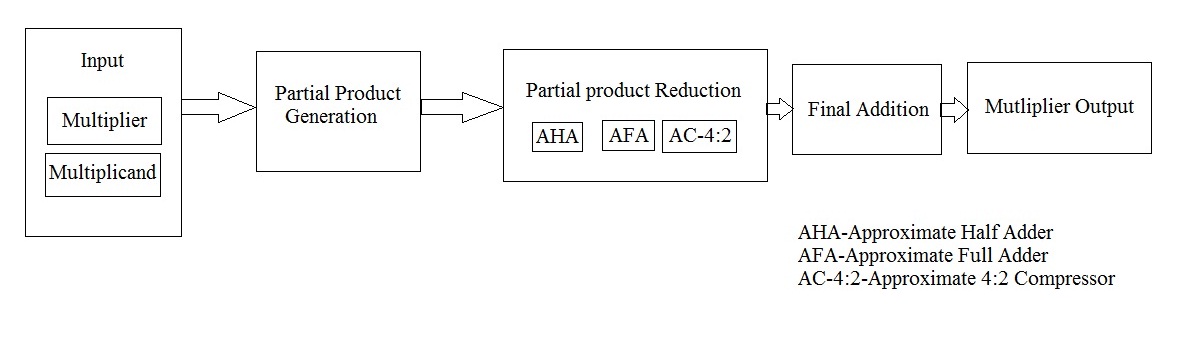 Input
Multiplier
Multiplicand
Partial Product
Generation
Partial product Reduction
AHA
AFA
AC-4:2
Final Addition
Mutliplier Output
AHA-Approximate Half Adder
AFA-Approximate Full Adder
AC-4:2-Approximate 4:2 Compressor